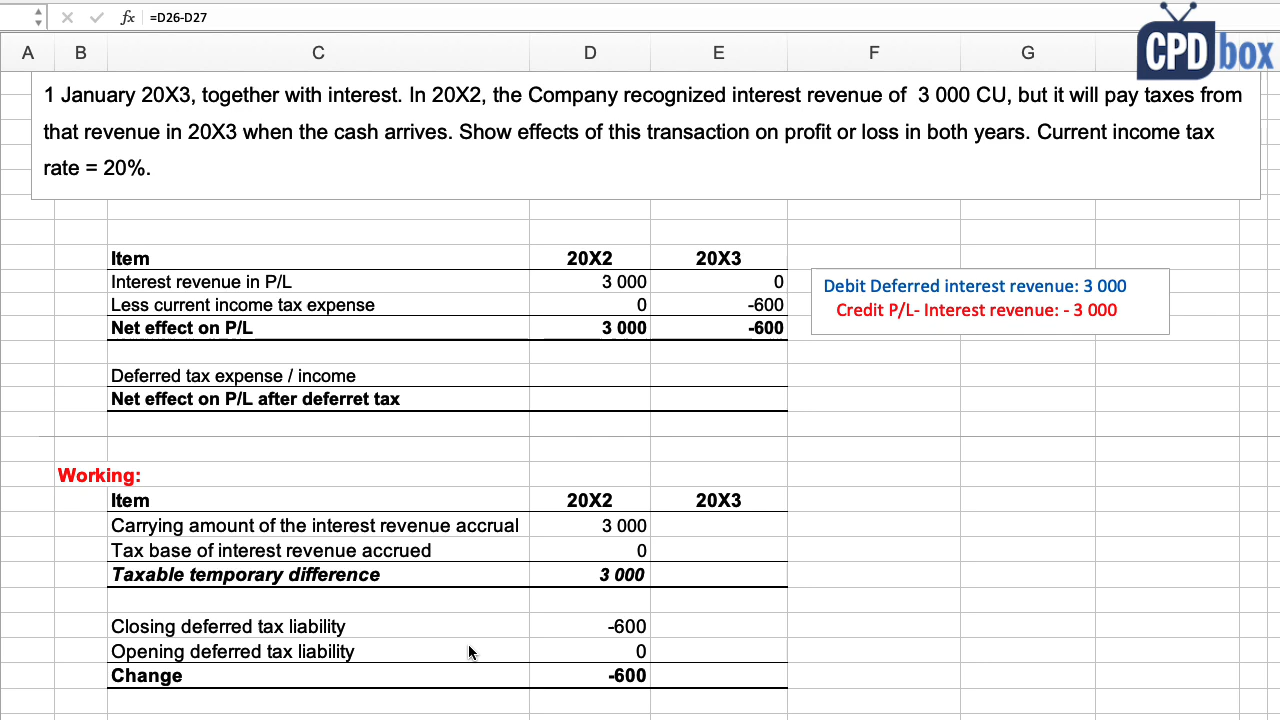 fx =D26-D27
CPD box
A B C D E F G
1 January 20X3, together with interest. In 20X2, the Company recognized interest revenue of 3 000 CU, but it will pay taxes from
that revenue in 20X3 when the cash arrives. Show effects of this transaction on profit or loss in both years. Current income tax
rate = 20%.
Item 20X2 20X3
Interest revenue in P/L 3 000 0
Less current income tax expense 0 -600
Net effect on P/L 3 000 -600
Debit Deferred interest revenue: 3 000
Credit P/L- Interest revenue: - 3 000
Deferred tax expense / income
Net effect on P/L after deferret tax
Working:
Item 20X2 20X3
Carrying amount of the interest revenue accrual 3 000
Tax base of interest revenue accrued 0
Taxable temporary difference 3 000
Closing deferred tax liability -600
Opening deferred tax liability 0
Change -600